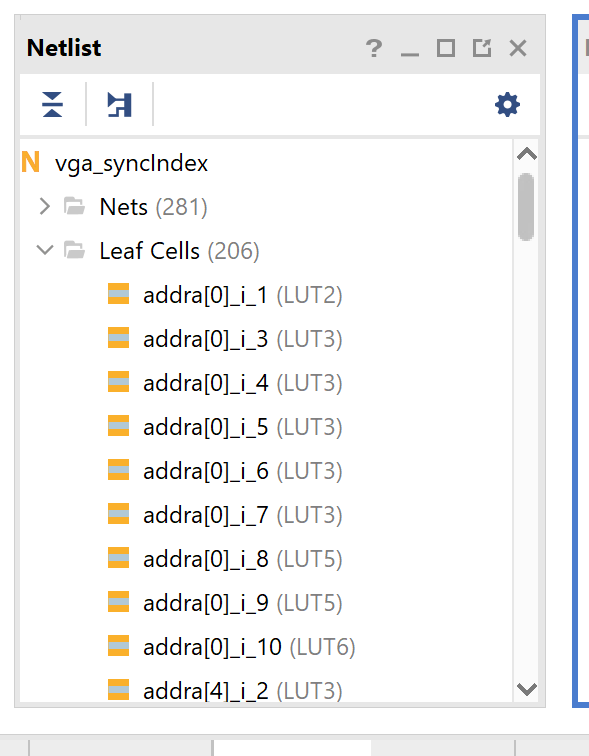 Netlist
N vga_syncIndex
Nets (281)
Leaf Cells (206)
addra[0]_i_1 (LUT2)
addra[0]_i_3 (LUT3)
addra[0]_i_4 (LUT3)
addra[0]_i_5 (LUT3)
addra[0]_i_6 (LUT3)
addra[0]_i_7 (LUT3)
addra[0]_i_8 (LUT5)
addra[0]_i_9 (LUT5)
addra[0]_i_10 (LUT6)
addra[4]_i_2 (LUT3)